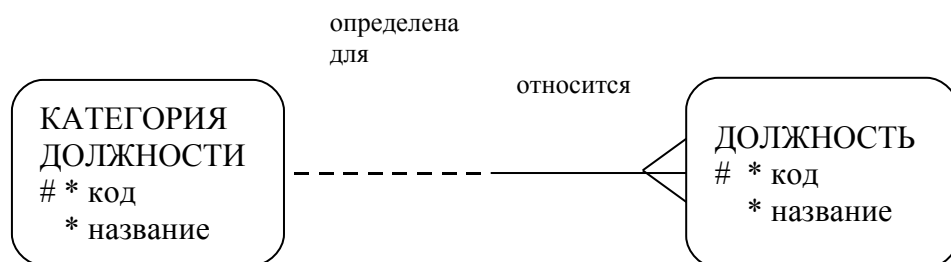 определена
для
относится
КАТЕГОРИЯ
ДОЛЖНОСТИ
# * код
* название
ДОЛЖНОСТЬ
# * код
* название